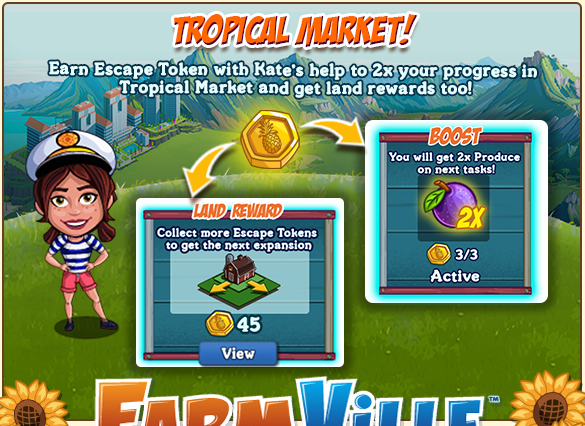 TROPICAL MARKET!
Earn Escape Token with Kate's help to 2x your progress in
Tropical Market and get land rewards too!
BOOST
You will get 2x Produce
on next tasks!
2X
3/3
Active
LAND REWARD
Collect more Escape Tokens
to get the next expansion
45
View
FARMVILLE™